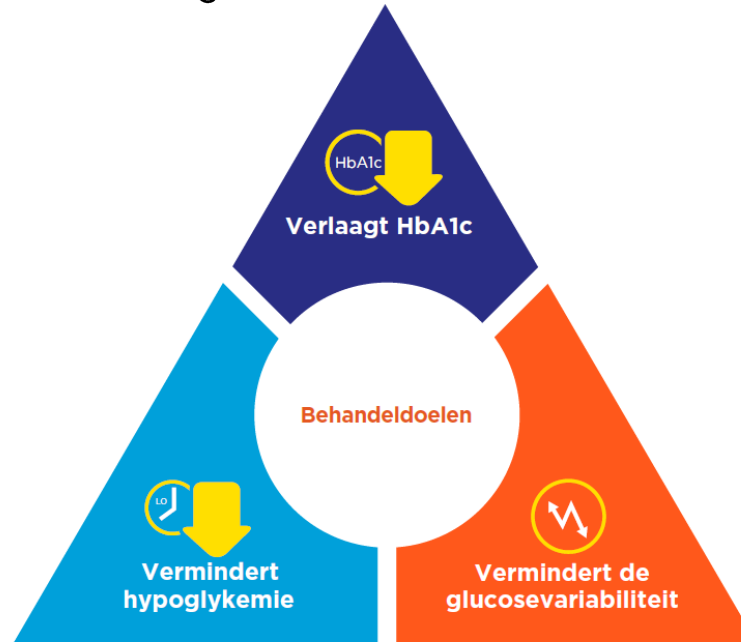 HbA1c
Verlaagt HbA1c
Behandeldoelen
LO
Vermindert
hypoglykemie
Vermindert de
glucosevariabiliteit